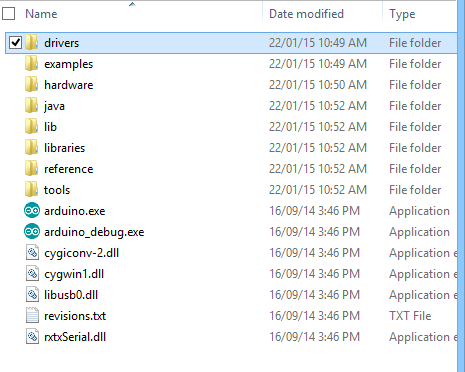 Name Date modified Type
drivers 22/01/15 10:49 AM File folder
examples 22/01/15 10:49 AM File folder
hardware 22/01/15 10:50 AM File folder
java 22/01/15 10:52 AM File folder
lib 22/01/15 10:52 AM File folder
libraries 22/01/15 10:52 AM File folder
reference 22/01/15 10:52 AM File folder
tools 22/01/15 10:52 AM File folder
arduino.exe 16/09/14 3:46 PM Application
arduino_debug.exe 16/09/14 3:46 PM Application
cygiconv-2.dll 16/09/14 3:46 PM Application e
cygwin1.dll 16/09/14 3:46 PM Application e
libusb0.dll 16/09/14 3:46 PM Application e
revisions.txt 16/09/14 3:46 PM TXT File
rxtxSerial.dll 16/09/14 3:46 PM Application e